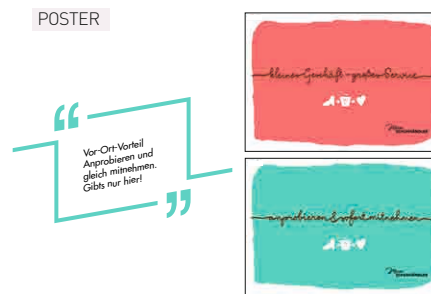 POSTER
Vor-Ort-Vorteil
Anprobieren und
gleich mitnehmen.
Gibts nur hier!
kleines Geschäft - großer Service
anprobieren & sofort mitnehmen